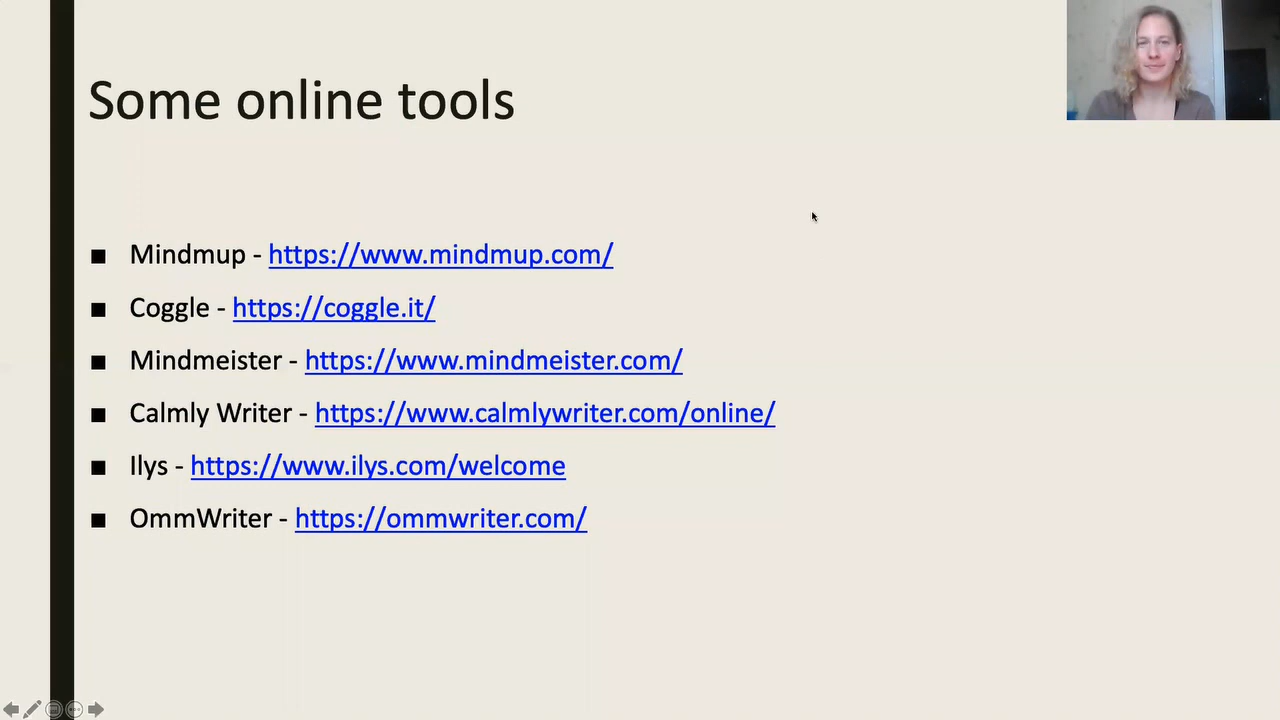 Some online tools
■ Mindmup - https://www.mindmup.com/
■ Coggle - https://coggle.it/
■ Mindmeister - https://www.mindmeister.com/
■ Calmly Writer - https://www.calmlywriter.com/online/
■ Ilys - https://www.ilys.com/welcome
■ OmmWriter - https://ommwriter.com/